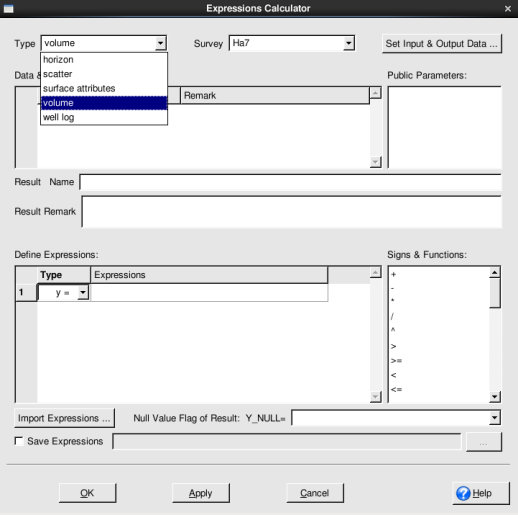 Expressions Calculator
Type volume Survey Ha7 Set Input & Output Data ...
horizon
scatter
surface attributes
volume
well log
Data & Public Parameters:
Remark
Result Name
Result Remark
Define Expressions: Signs & Functions:
Type Expressions
1 y =
+
-
*
/
^
>
>=
<
<=
Import Expressions ... Null Value Flag of Result: Y_NULL=
Save Expressions ...
OK Apply Cancel Help